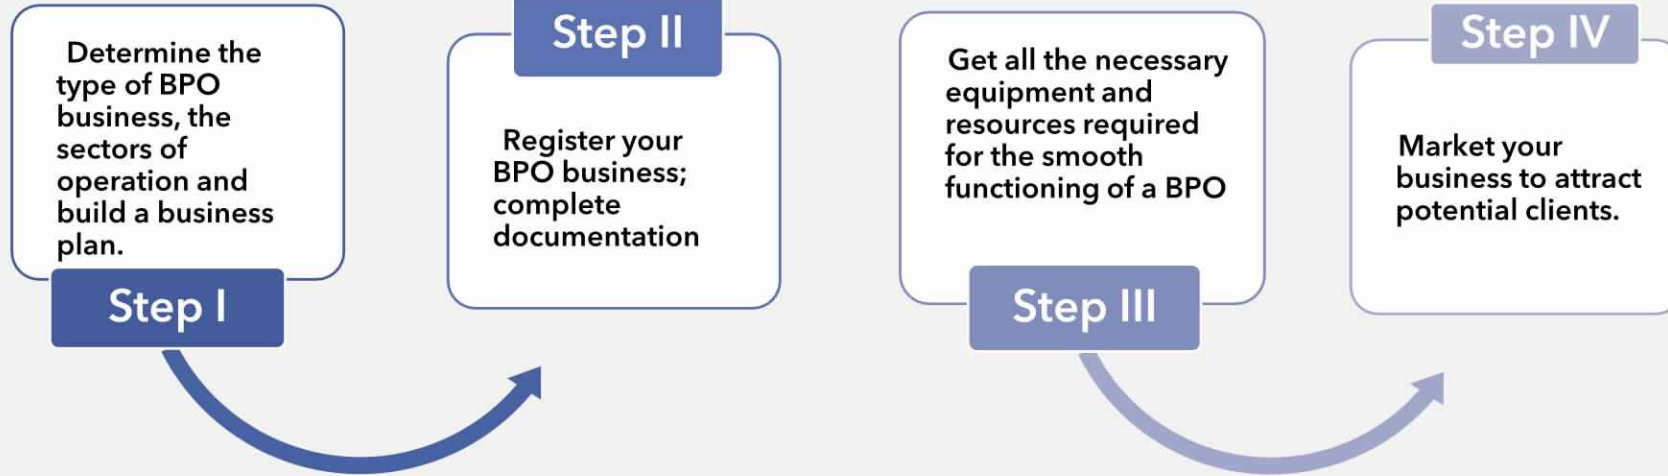 Determine the
type of BPO
business, the
sectors of
operation and
build a business
plan.
Step I
Step II
Register your
BPO business;
complete
documentation
Get all the necessary
equipment and
resources required
for the smooth
functioning of a BPO
Step III
Step IV
Market your
business to attract
potential clients.